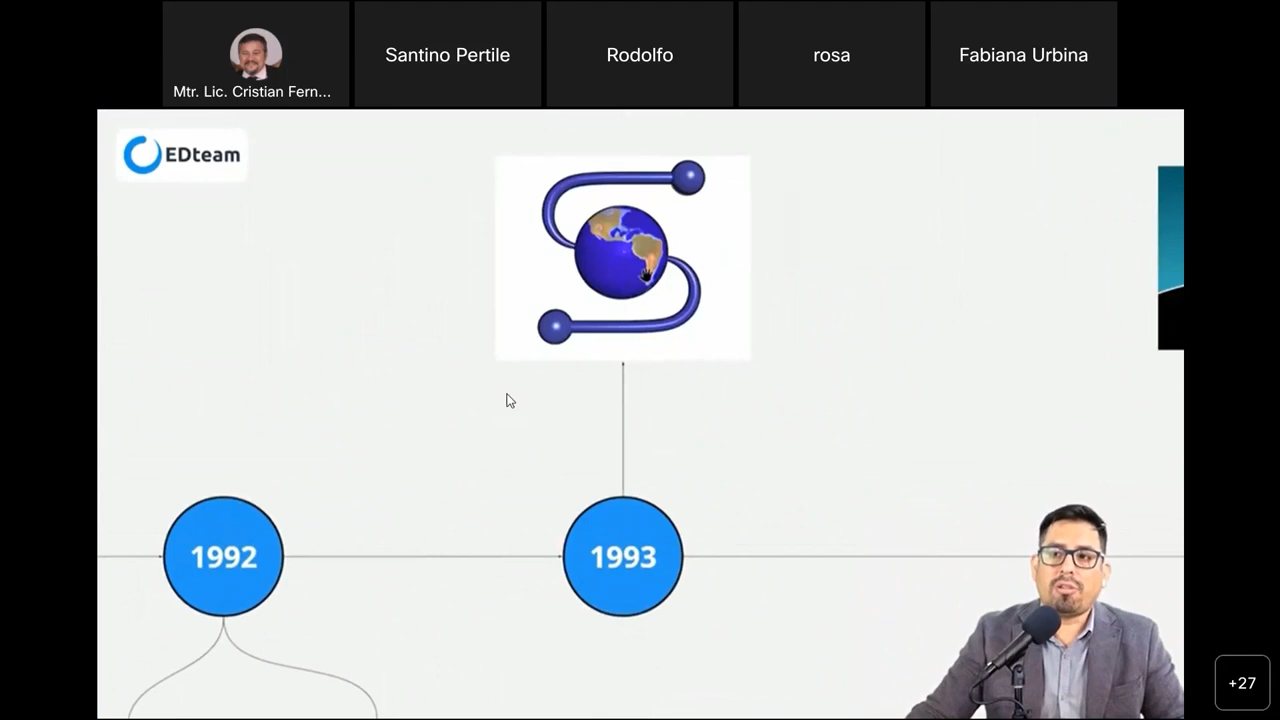 Santino Pertile
Rodolfo
rosa
Fabiana Urbina
Mtr. Lic. Cristian Fern...
EDteam
1992
1993
+27